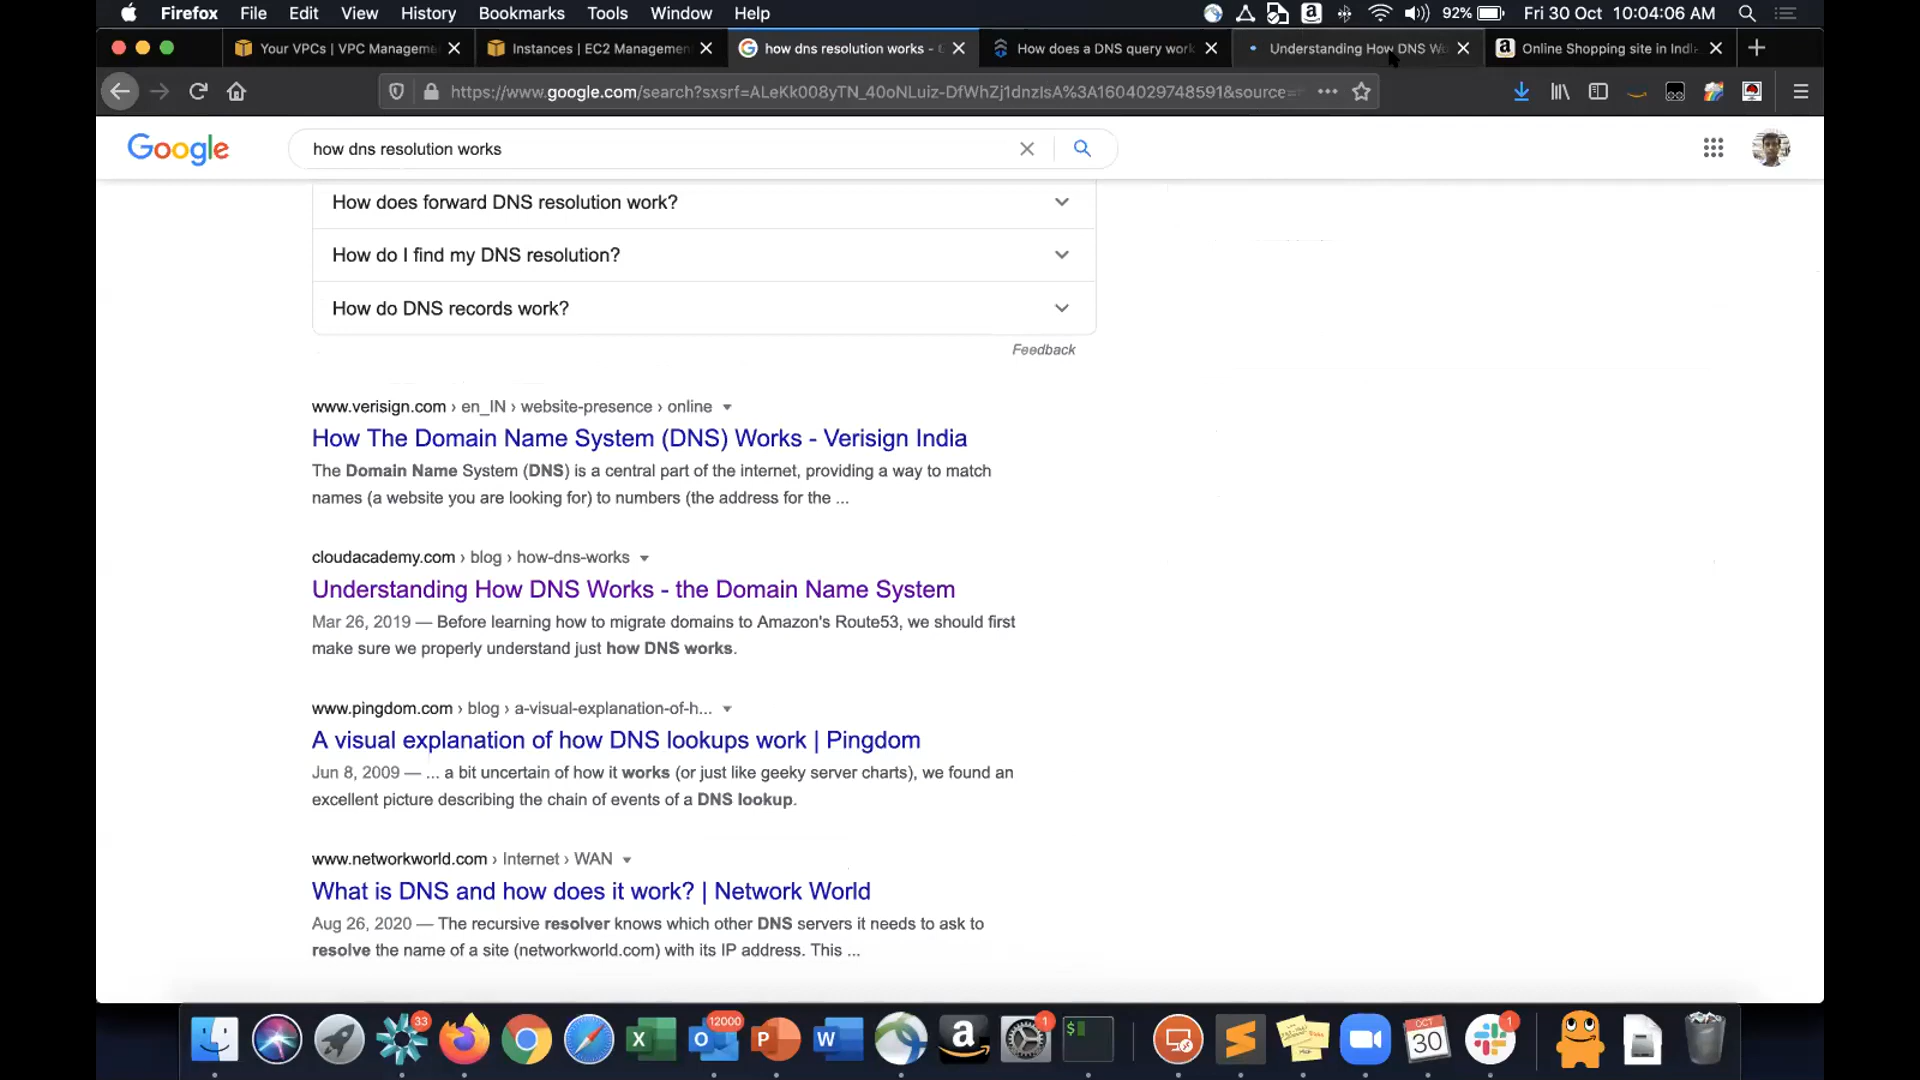 Firefox File Edit View History Bookmarks Tools Window Help 92% Fri 30 Oct 10:04:06 AM
Your VPCs | VPC Manageme Instances | EC2 Management how dns resolution works - How does a DNS query work Understanding How DNS Wo Online Shopping site in Indi
https://www.google.com/search?sxsrf=ALeKk008yTN_40oNLuiz-DfWhZj1dnzIsA%3A1604029748591&source=
Google how dns resolution works
How does forward DNS resolution work?
How do I find my DNS resolution?
How do DNS records work?
Feedback
www.verisign.com › en_IN › website-presence › online
How The Domain Name System (DNS) Works - Verisign India
The Domain Name System (DNS) is a central part of the internet, providing a way to match
names (a website you are looking for) to numbers (the address for the ...
cloudacademy.com › blog › how-dns-works
Understanding How DNS Works - the Domain Name System
Mar 26, 2019 — Before learning how to migrate domains to Amazon's Route53, we should first
make sure we properly understand just how DNS works.
www.pingdom.com › blog › a-visual-explanation-of-h...
A visual explanation of how DNS lookups work | Pingdom
Jun 8, 2009 — ... a bit uncertain of how it works (or just like geeky server charts), we found an
excellent picture describing the chain of events of a DNS lookup.
www.networkworld.com › Internet › WAN
What is DNS and how does it work? | Network World
Aug 26, 2020 — The recursive resolver knows which other DNS servers it needs to ask to
resolve the name of a site (networkworld.com) with its IP address. This ...
33 12000 1 OCT 30 1